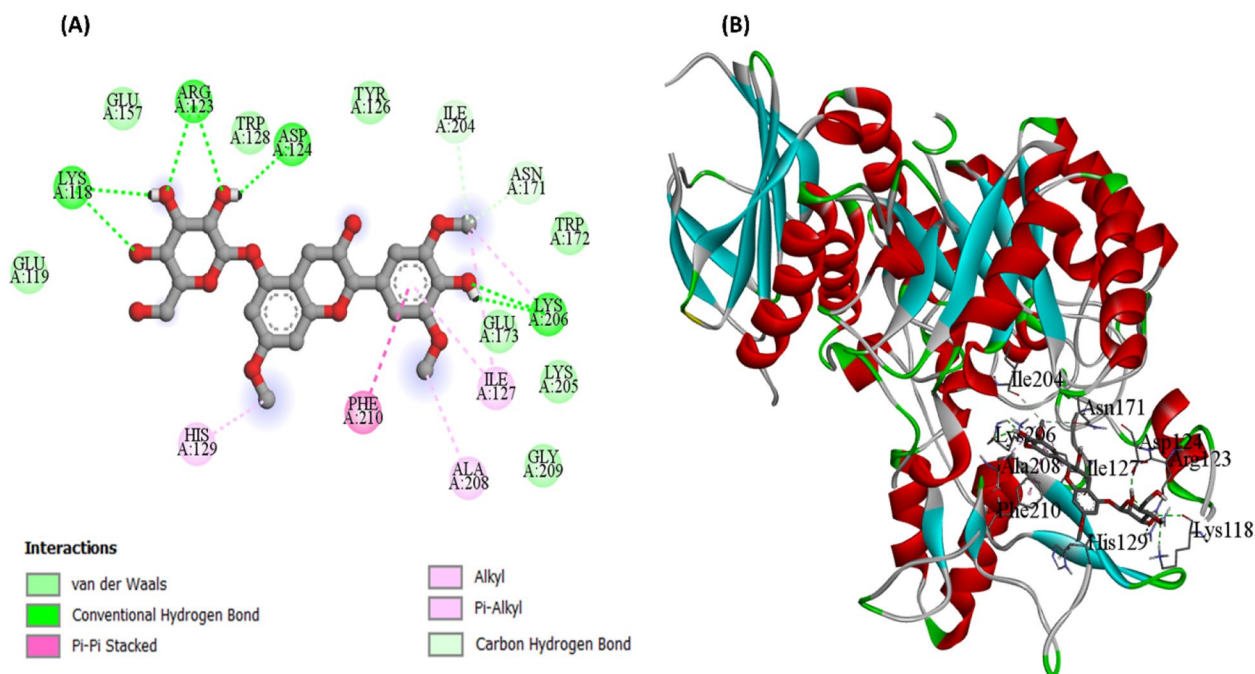 (A)
(B)
GLU
A:157
ARG
A:123
TRP
A:128
TYR
A:126
ASP
A:124
ILE
A:204
ASN
A:171
LYS
A:118
TRP
A:172
GLU
A:119
LYS
A:206
GLU
A:173
LYS
A:205
ILE
A:127
PHE
A:210
HIS
A:129
ALA
A:208
GLY
A:209
Interactions
van der Waals
Conventional Hydrogen Bond
Pi-Pi Stacked
Alkyl
Pi-Alkyl
Carbon Hydrogen Bond
Ile204
Asn171
Lys206
Asp124
Ala208
Ile127
Arg123
Phe210
His129
Lys118